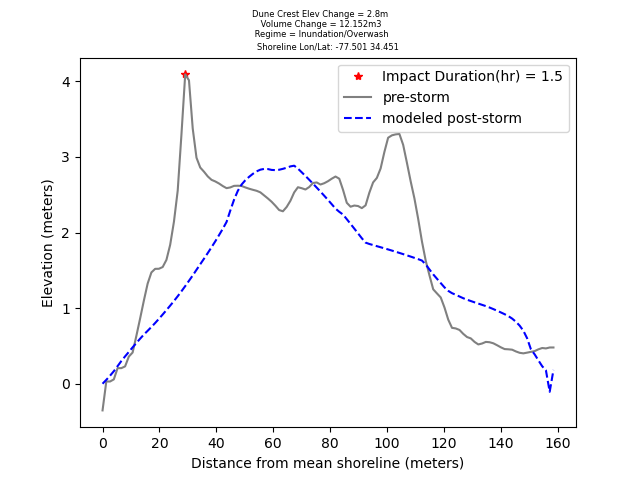 Dune Crest Elev Change = 2.8m
Volume Change = 12.152m3
Regime = Inundation/Overwash
Shoreline Lon/Lat: -77.501 34.451
Impact Duration(hr) = 1.5
pre-storm
modeled post-storm
Elevation (meters)
4
3
2
1
0
0 20 40 60 80 100 120 140 160
Distance from mean shoreline (meters)